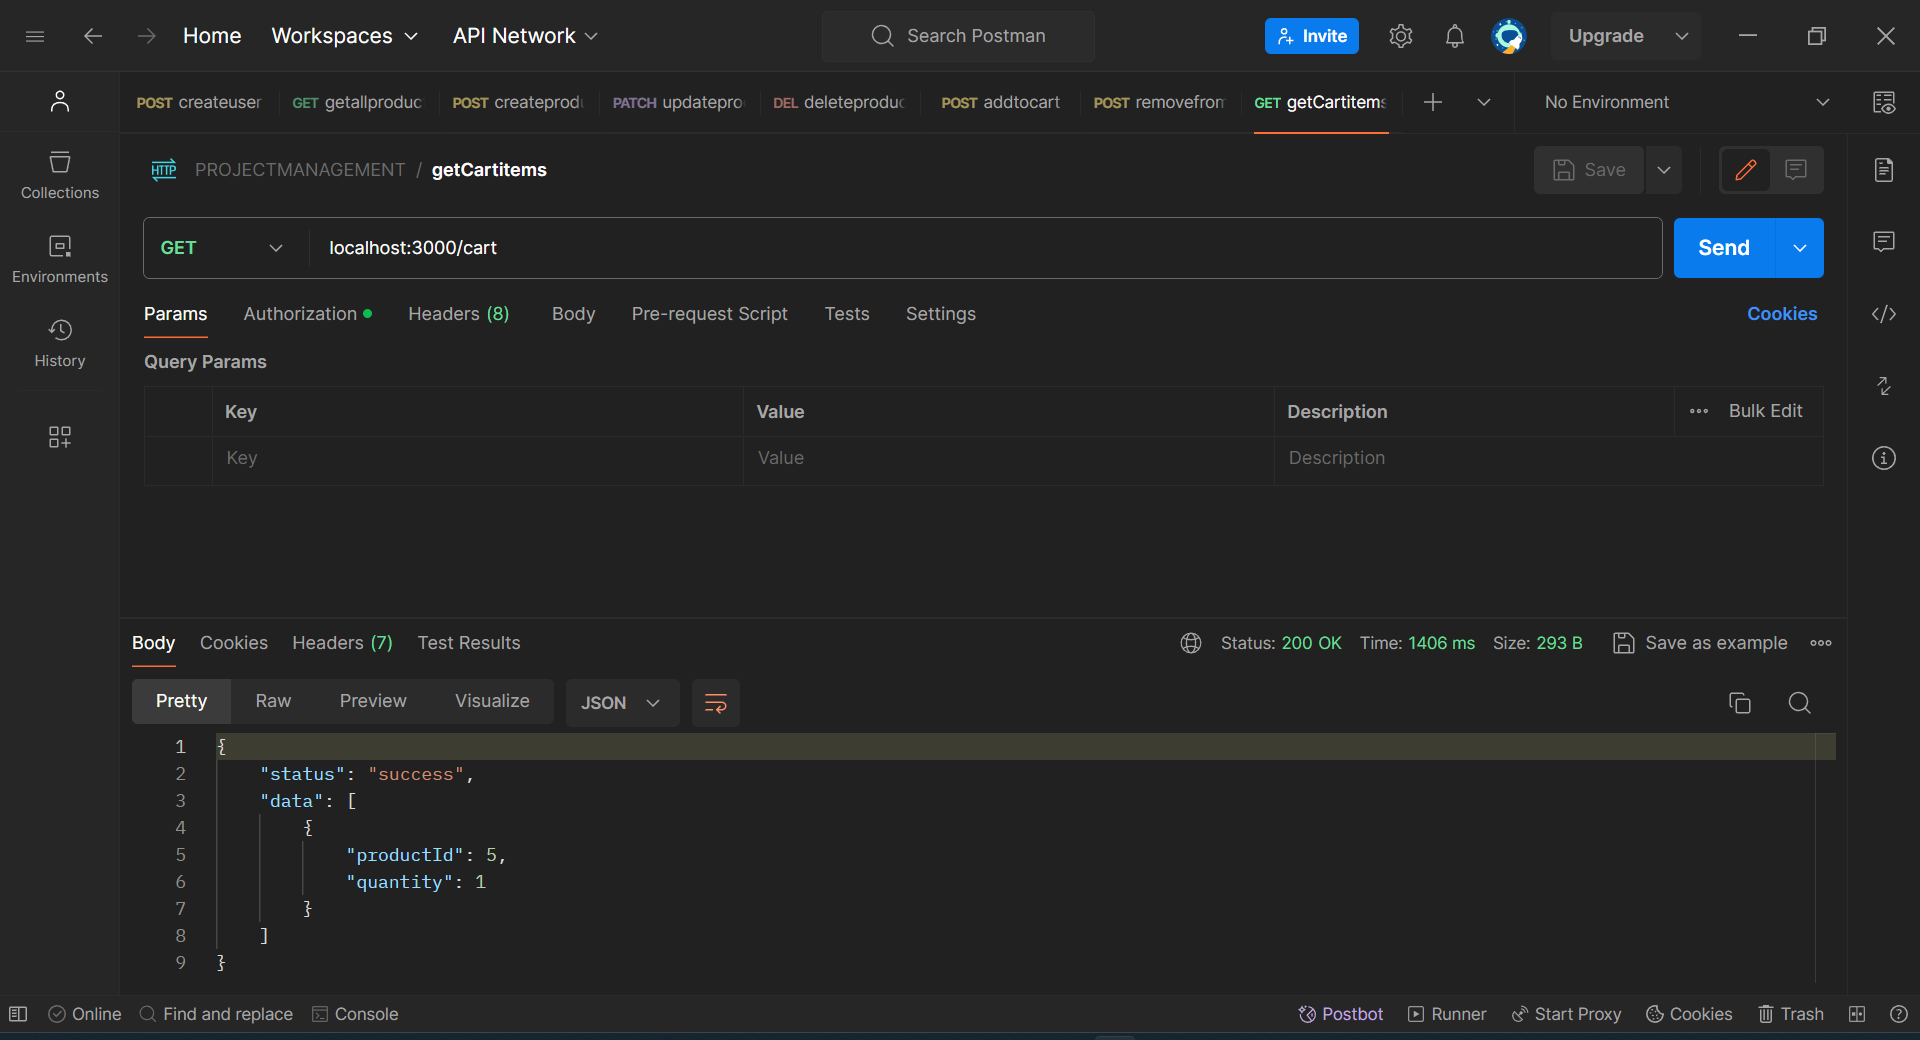 Home Workspaces API Network Search Postman Invite Upgrade
POST createuser GET getallproduc POST createprodu PATCH updatepro DEL deleteproduc POST addtocart POST removefrom GET getCartitems No Environment
HTTP PROJECTMANAGEMENT / getCartitems Save
Collections
Environments
History
GET localhost:3000/cart Send
Params Authorization Headers (8) Body Pre-request Script Tests Settings Cookies
Query Params
Key Value Description Bulk Edit
Key Value Description
Body Cookies Headers (7) Test Results Status: 200 OK Time: 1406 ms Size: 293 B Save as example
Pretty Raw Preview Visualize JSON
1 {
2 "status": "success",
3 "data": [
4 {
5 "productId": 5,
6 "quantity": 1
7 }
8 ]
9 }
Online Find and replace Console Postbot Runner Start Proxy Cookies Trash